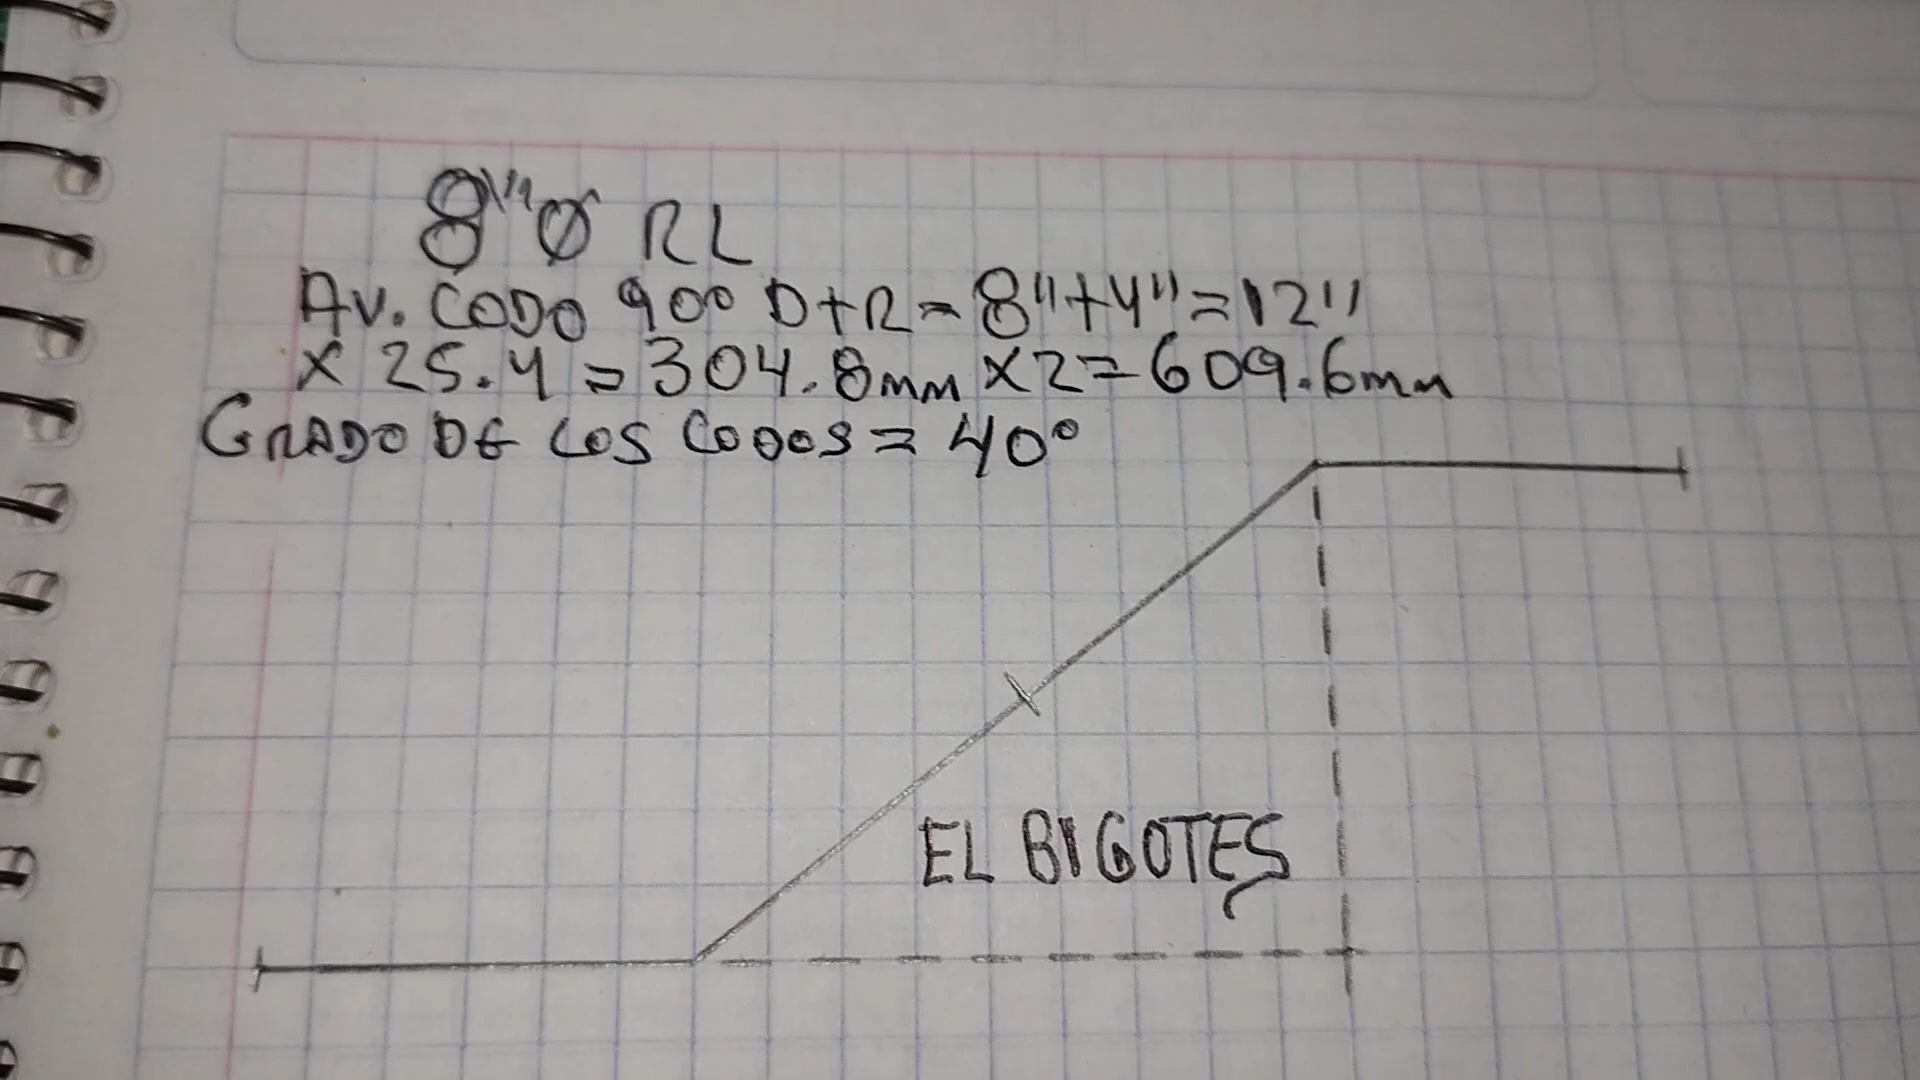 8"Ø RL
AV. CODO 90° D+R=8"+4"=12"
X 25.4=304.8mm X2=609.6mm
GRADO DE LOS CODOS=40°
EL BIGOTES